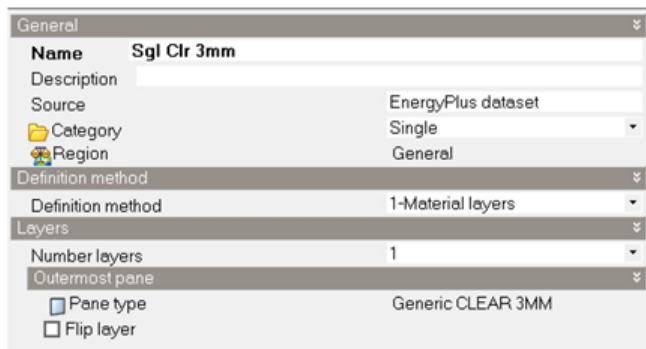 General
Name Sgl Clr 3mm
Description
Source EnergyPlus dataset
Category Single
Region General
Definition method
Definition method 1-Material layers
Layers
Number layers 1
Outermost pane
Pane type Generic CLEAR 3MM
Flip layer